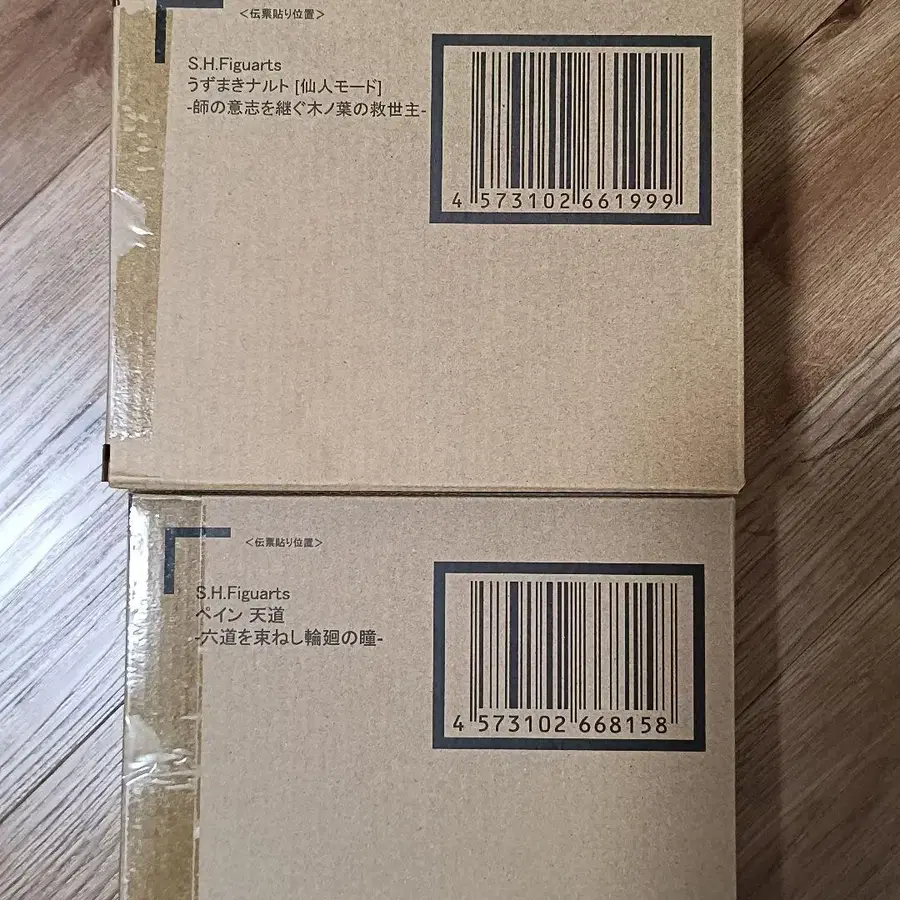 <伝票貼り位置>
S.H.Figuarts
うずまきナルト [仙人モード]
-師の意志を継ぐ木ノ葉の救世主-
4 573102 661999
<伝票貼り位置>
S.H.Figuarts
ペイン 天道
-六道を束ねし輪廻の瞳-
4 573102 668158